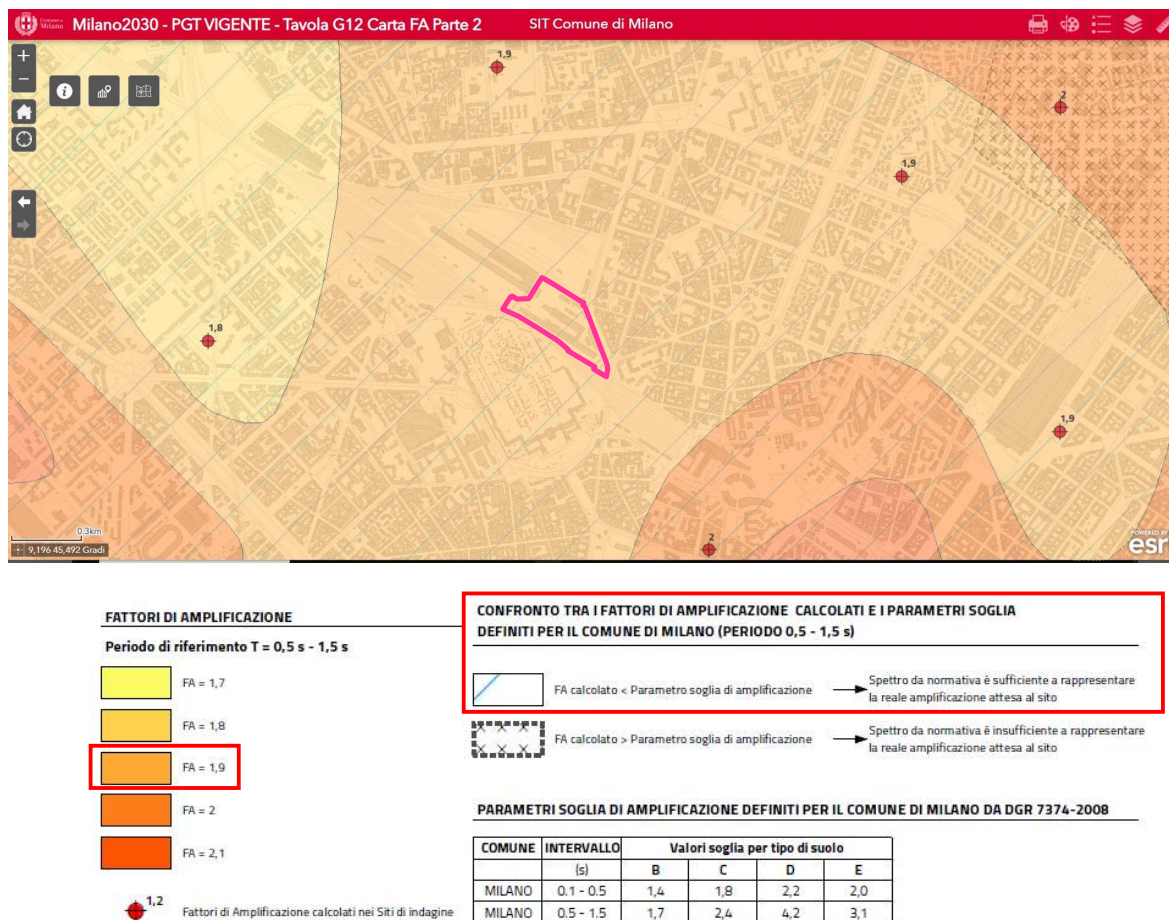 Comune di
Milano
Milano2030 - PGT VIGENTE - Tavola G12 Carta FA Parte 2
SIT Comune di Milano
1,9
2
1,9
1,8
1,9
2
0.3km
9,196 45,492 Gradi
POWERED BY
esri
FATTORI DI AMPLIFICAZIONE
Periodo di riferimento T = 0,5 s - 1,5 s
FA = 1,7
FA = 1,8
FA = 1,9
FA = 2
FA = 2,1
1,2
Fattori di Amplificazione calcolati nei Siti di indagine
CONFRONTO TRA I FATTORI DI AMPLIFICAZIONE CALCOLATI E I PARAMETRI SOGLIA
DEFINITI PER IL COMUNE DI MILANO (PERIODO 0,5 - 1,5 s)
FA calcolato < Parametro soglia di amplificazione
Spettro da normativa è sufficiente a rappresentare
la reale amplificazione attesa al sito
FA calcolato > Parametro soglia di amplificazione
Spettro da normativa è insufficiente a rappresentare
la reale amplificazione attesa al sito
PARAMETRI SOGLIA DI AMPLIFICAZIONE DEFINITI PER IL COMUNE DI MILANO DA DGR 7374-2008
COMUNE INTERVALLO Valori soglia per tipo di suolo
(s) B C D E
MILANO 0.1 - 0.5 1,4 1,8 2,2 2,0
MILANO 0.5 - 1.5 1,7 2,4 4,2 3,1